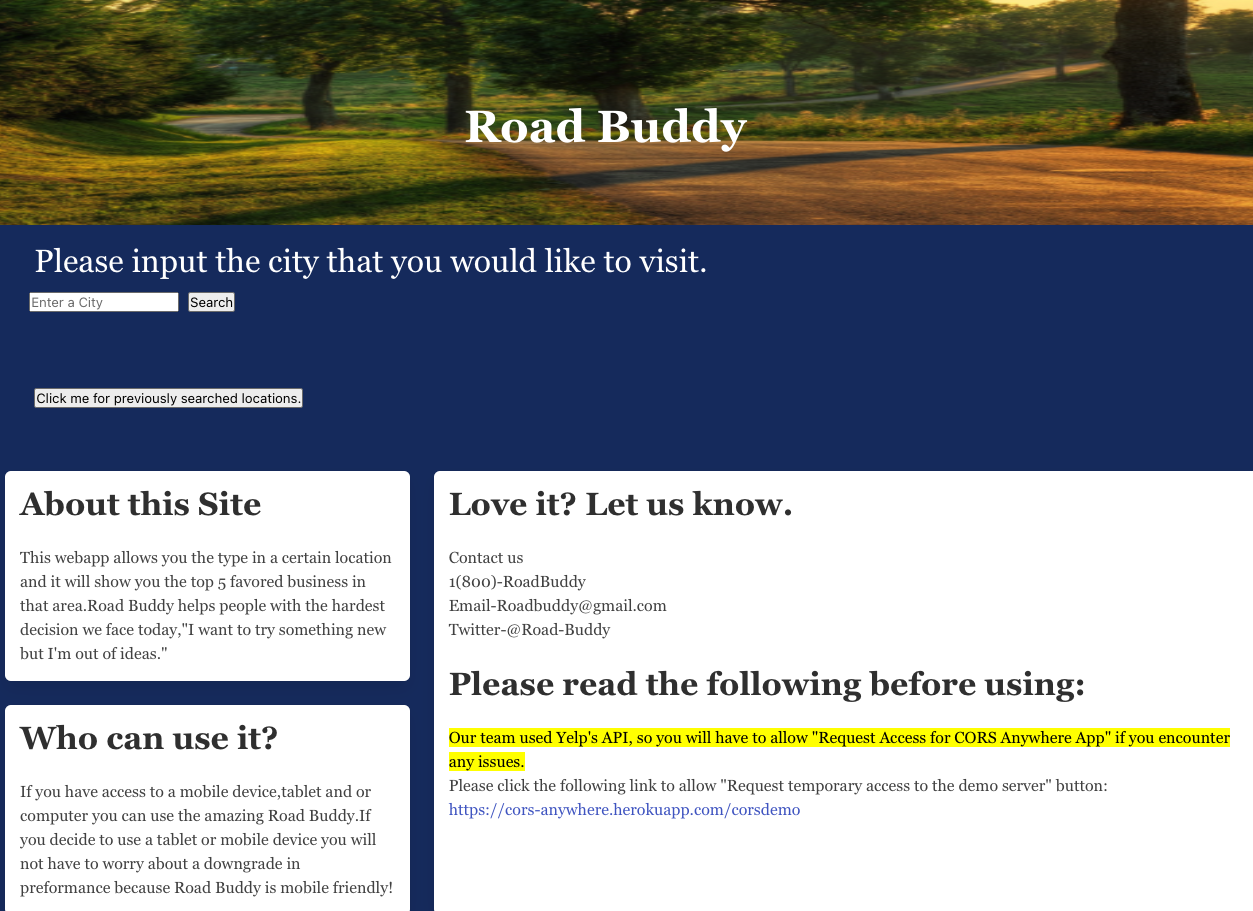 Road Buddy
Please input the city that you would like to visit.
Enter a City Search
Click me for previously searched locations.
About this Site
This webapp allows you the type in a certain location
and it will show you the top 5 favored business in
that area.Road Buddy helps people with the hardest
decision we face today,"I want to try something new
but I'm out of ideas."
Who can use it?
If you have access to a mobile device,tablet and or
computer you can use the amazing Road Buddy.If
you decide to use a tablet or mobile device you will
not have to worry about a downgrade in
preformance because Road Buddy is mobile friendly!
Love it? Let us know.
Contact us
1(800)-RoadBuddy
Email-Roadbuddy@gmail.com
Twitter-@Road-Buddy
Please read the following before using:
Our team used Yelp's API, so you will have to allow "Request Access for CORS Anywhere App" if you encounter
any issues.
Please click the following link to allow "Request temporary access to the demo server" button:
https://cors-anywhere.herokuapp.com/corsdemo